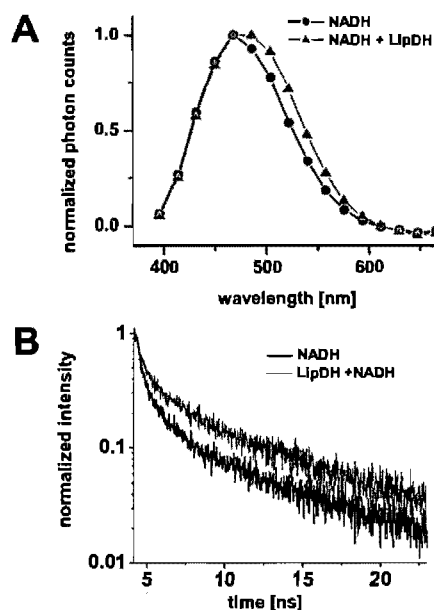 A
NADH
NADH + LipDH
normalized photon counts
1.0
0.5
0.0
400
500
600
wavelength [nm]
B
NADH
LipDH +NADH
normalized intensity
1
0.1
0.01
5
10
15
20
time [ns]